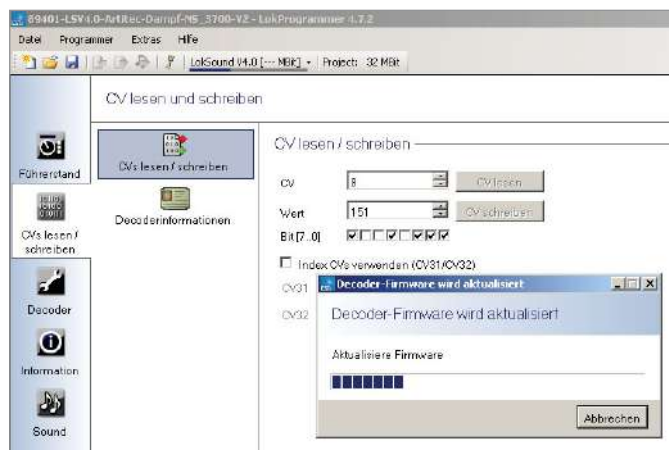 89401-LSV4.0-ArtRec-Dampf-NS_3700-V2 - LokProgrammer 4.7.2
Datei Programmer Extras Hilfe
LokSound V4.0 [--- MBit] Project: 32 MBit
CV lesen und schreiben
Führerstand
CVs lesen / schreiben
Decoder
Information
Sound
CVs lesen / schreiben
Decoderinformationen
CV lesen / schreiben
CV 8 CV lesen
Wert 151 CV schreiben
Bit [7..0]
Index CVs verwenden (CV31/CV32)
CV31
CV32
Decoder-Firmware wird aktualisiert
Decoder-Firmware wird aktualisiert
Aktualisiere Firmware
Abbrechen